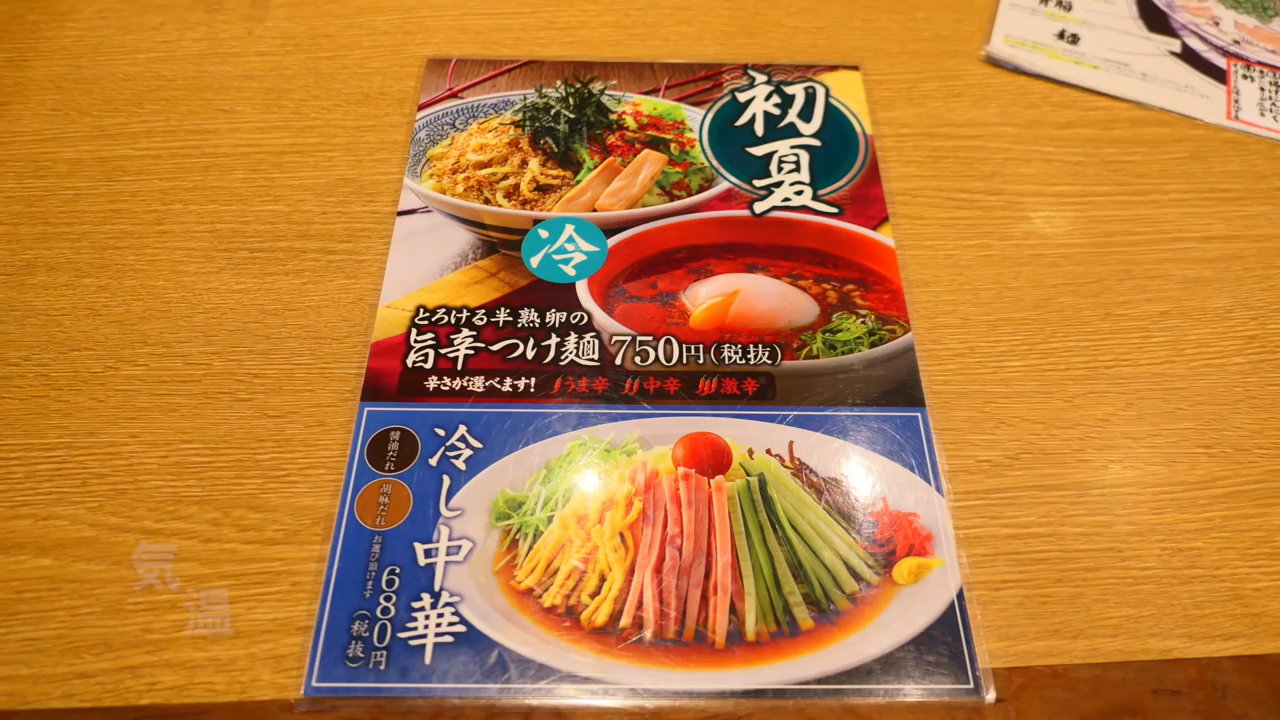 初夏
冷
とろける半熟卵の
旨辛つけ麺 750円(税抜)
辛さが選べます! うま辛 中辛 激辛
冷し中華
醤油だれ
胡麻だれ
お選び頂けます
680円
(税抜)
気温
麺